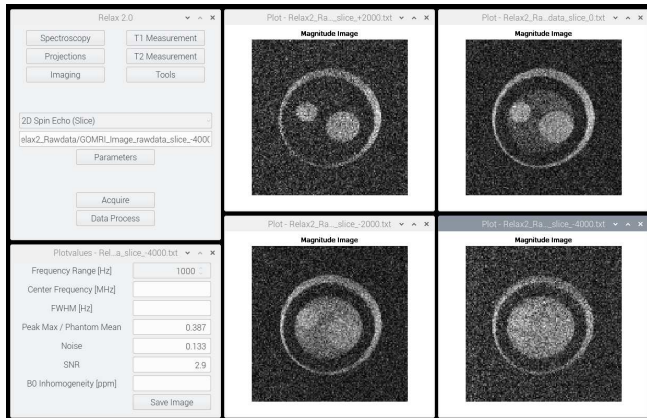 Relax 2.0
Spectroscopy T1 Measurement
Projections T2 Measurement
Imaging Tools
2D Spin Echo (Slice)
elax2_Rawdata/GOMRI_Image_rawdata_slice_-400(
Parameters
Acquire
Data Process
Plot - Relax2_Ra..._slice_+2000.txt
Magnitude Image
Plot - Relax2_Ra...data_slice_0.txt
Magnitude Image
Plotvalues - Rel...a_slice_-4000.txt
Frequency Range [Hz] 1000
Center Frequency [MHz]
FWHM [Hz]
Peak Max / Phantom Mean 0.387
Noise 0.133
SNR 2.9
B0 Inhomogeneity [ppm]
Save Image
Plot - Relax2_Ra..._slice_-2000.txt
Magnitude Image
Plot - Relax2_Ra..._slice_-4000.txt
Magnitude Image